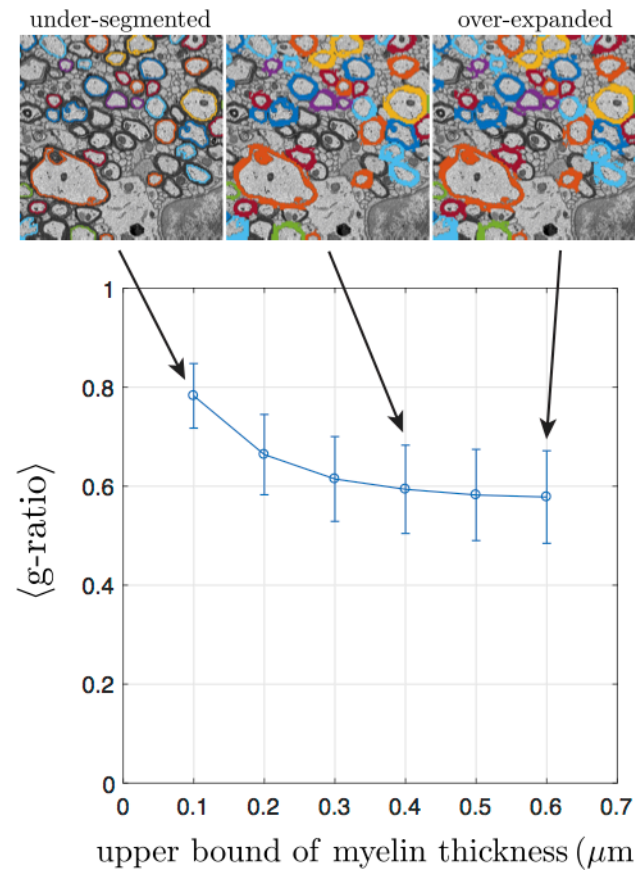 under-segmented over-expanded
1
0.8
0.6
0.4
0.2
0
0 0.1 0.2 0.3 0.4 0.5 0.6 0.7
⟨g-ratio⟩
upper bound of myelin thickness (μm